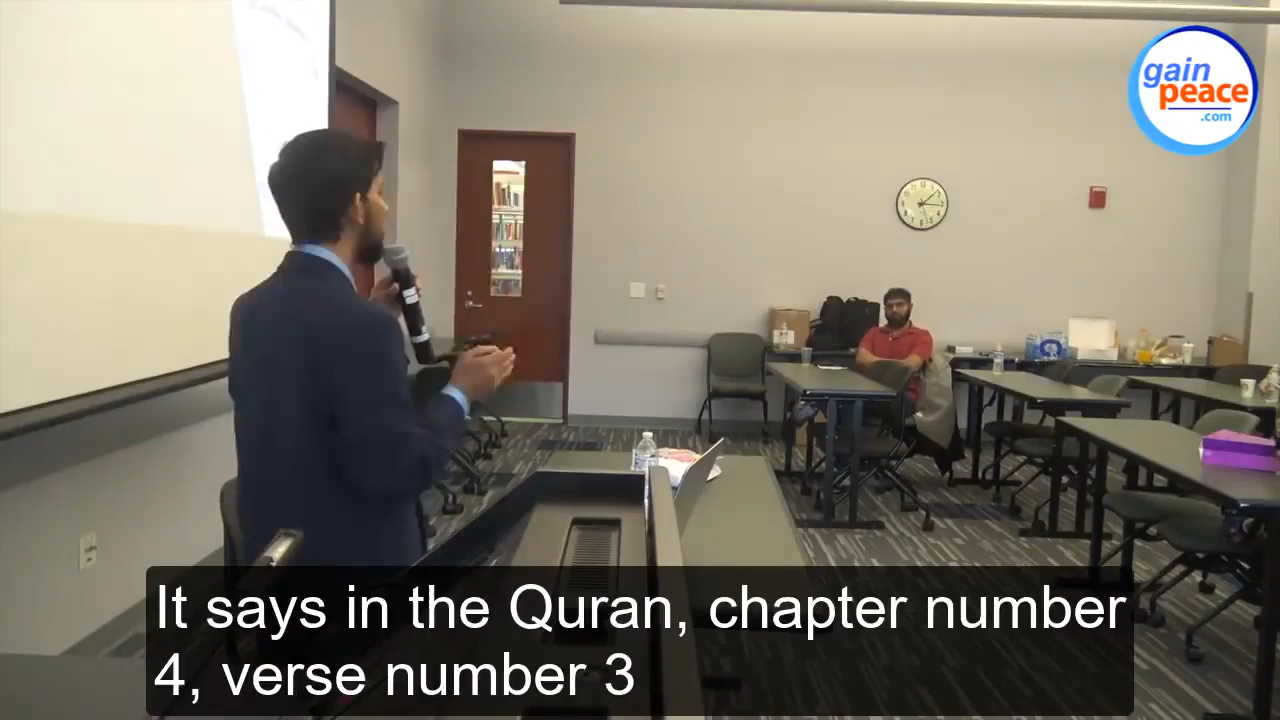 gain
peace
.com
It says in the Quran, chapter number
4, verse number 3